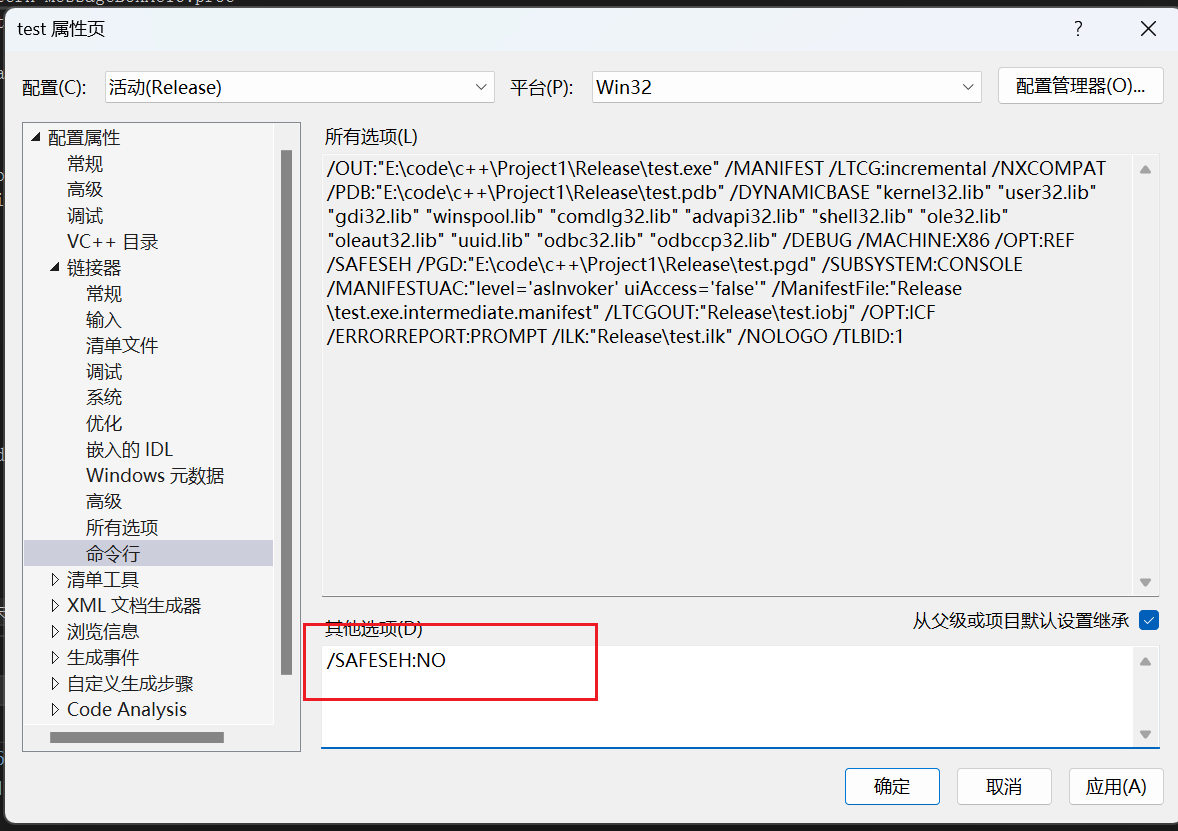 test 属性页
?
配置(C):
活动(Release)
平台(P):
Win32
配置管理器(O)...
配置属性
常规
高级
调试
VC++ 目录
链接器
常规
输入
清单文件
调试
系统
优化
嵌入的 IDL
Windows 元数据
高级
所有选项
命令行
清单工具
XML 文档生成器
浏览信息
生成事件
自定义生成步骤
Code Analysis
所有选项(L)
/OUT:"E:\code\c++\Project1\Release\test.exe" /MANIFEST /LTCG:incremental /NXCOMPAT
/PDB:"E:\code\c++\Project1\Release\test.pdb" /DYNAMICBASE "kernel32.lib" "user32.lib"
"gdi32.lib" "winspool.lib" "comdlg32.lib" "advapi32.lib" "shell32.lib" "ole32.lib"
"oleaut32.lib" "uuid.lib" "odbc32.lib" "odbccp32.lib" /DEBUG /MACHINE:X86 /OPT:REF
/SAFESEH /PGD:"E:\code\c++\Project1\Release\test.pgd" /SUBSYSTEM:CONSOLE
/MANIFESTUAC:"level='asInvoker' uiAccess='false'" /ManifestFile:"Release
\test.exe.intermediate.manifest" /LTCGOUT:"Release\test.iobj" /OPT:ICF
/ERRORREPORT:PROMPT /ILK:"Release\test.ilk" /NOLOGO /TLBID:1
其他选项(D)
从父级或项目默认设置继承
/SAFESEH:NO
确定
取消
应用(A)